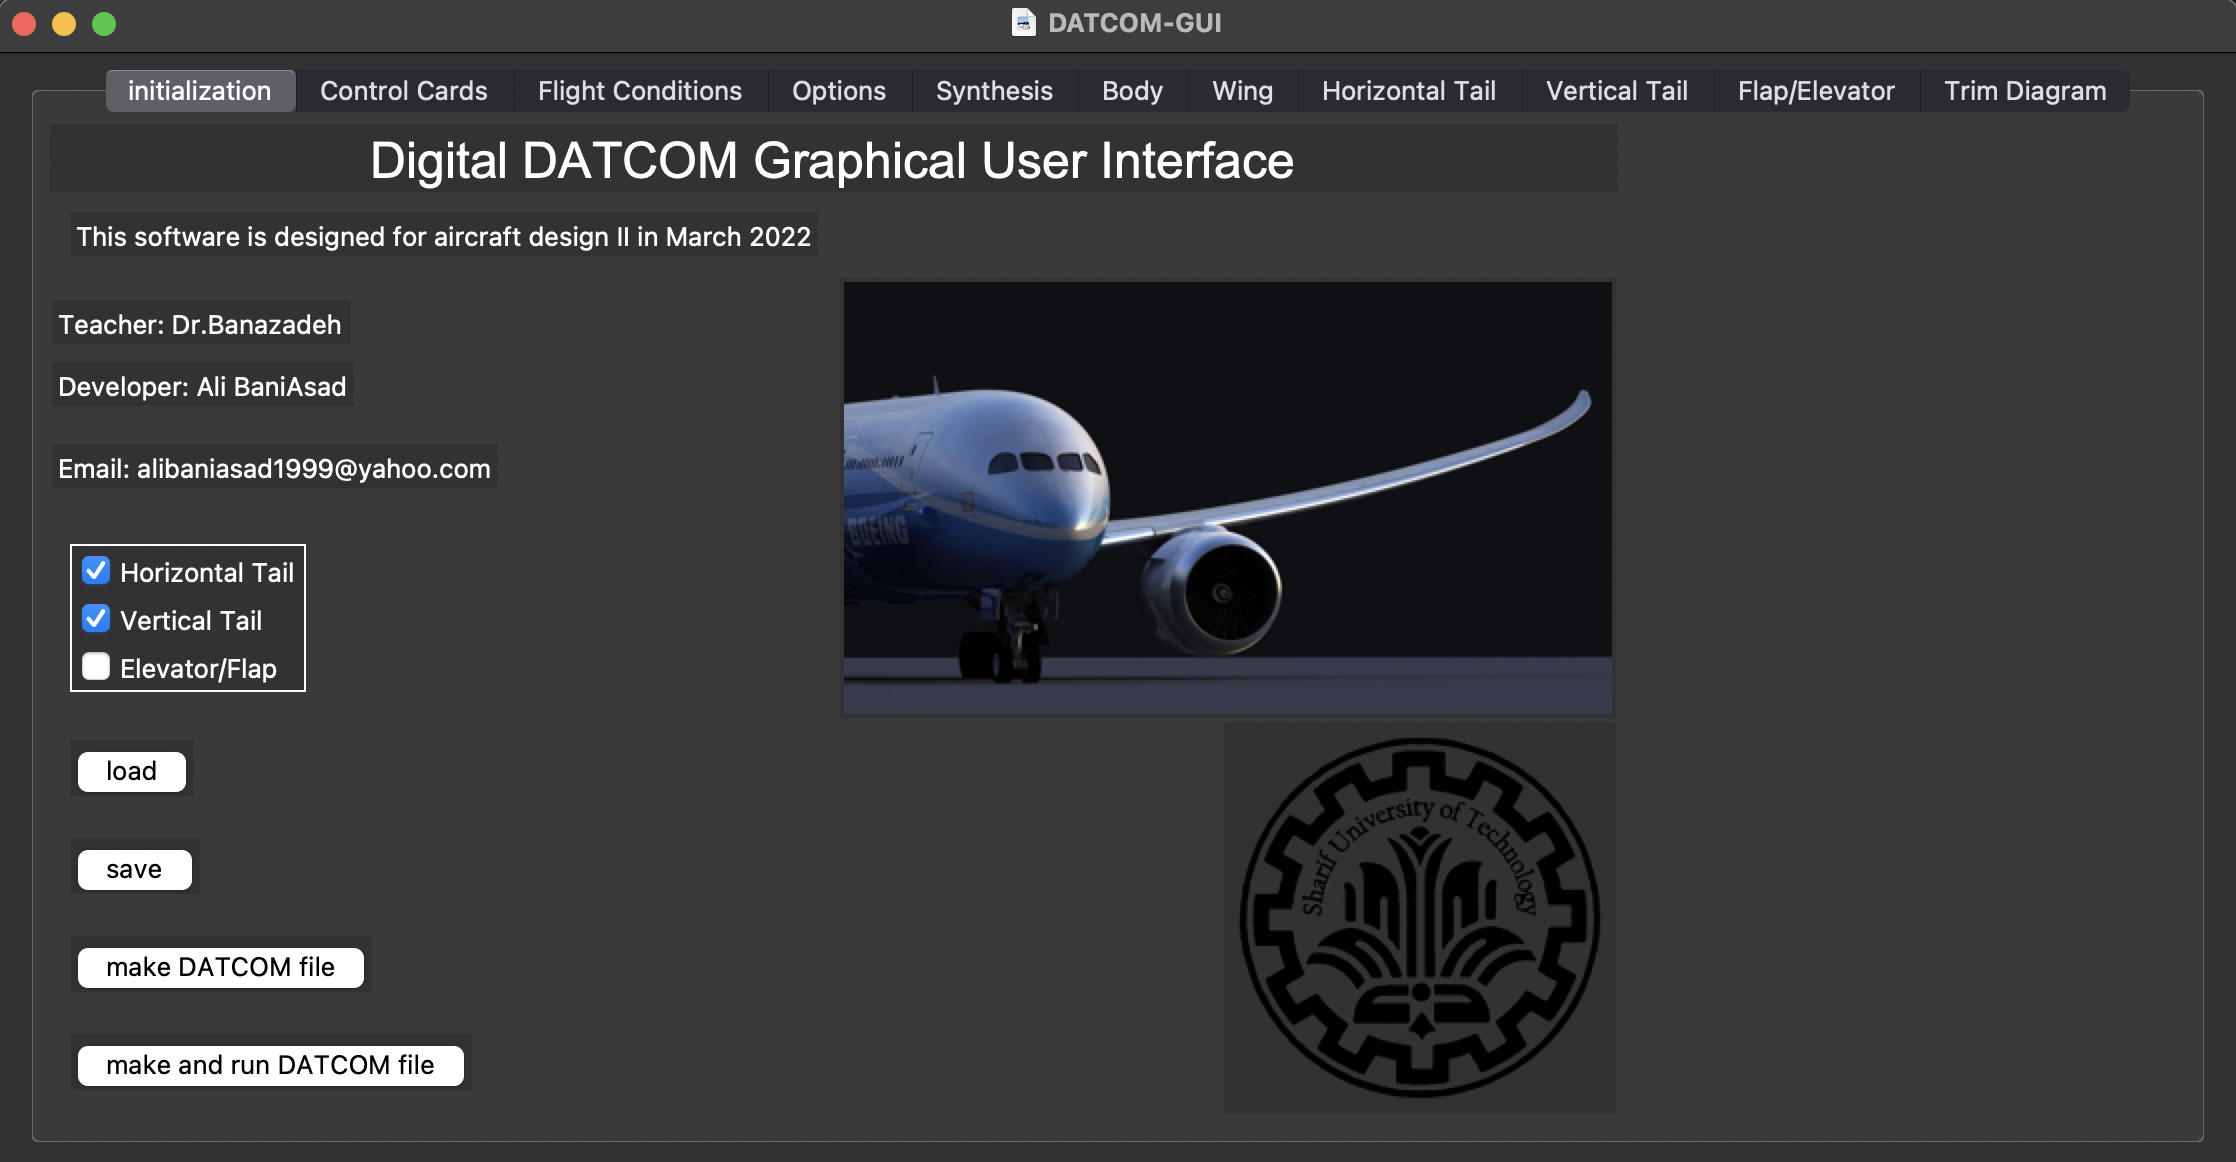 DATCOM-GUI
initialization
Control Cards
Flight Conditions
Options
Synthesis
Body
Wing
Horizontal Tail
Vertical Tail
Flap/Elevator
Trim Diagram
Digital DATCOM Graphical User Interface
This software is designed for aircraft design II in March 2022
Teacher: Dr.Banazadeh
Developer: Ali BaniAsad
Email: alibaniasad1999@yahoo.com
BOEING
Horizontal Tail
Vertical Tail
Elevator/Flap
load
save
make DATCOM file
make and run DATCOM file
Sharif University of Technology